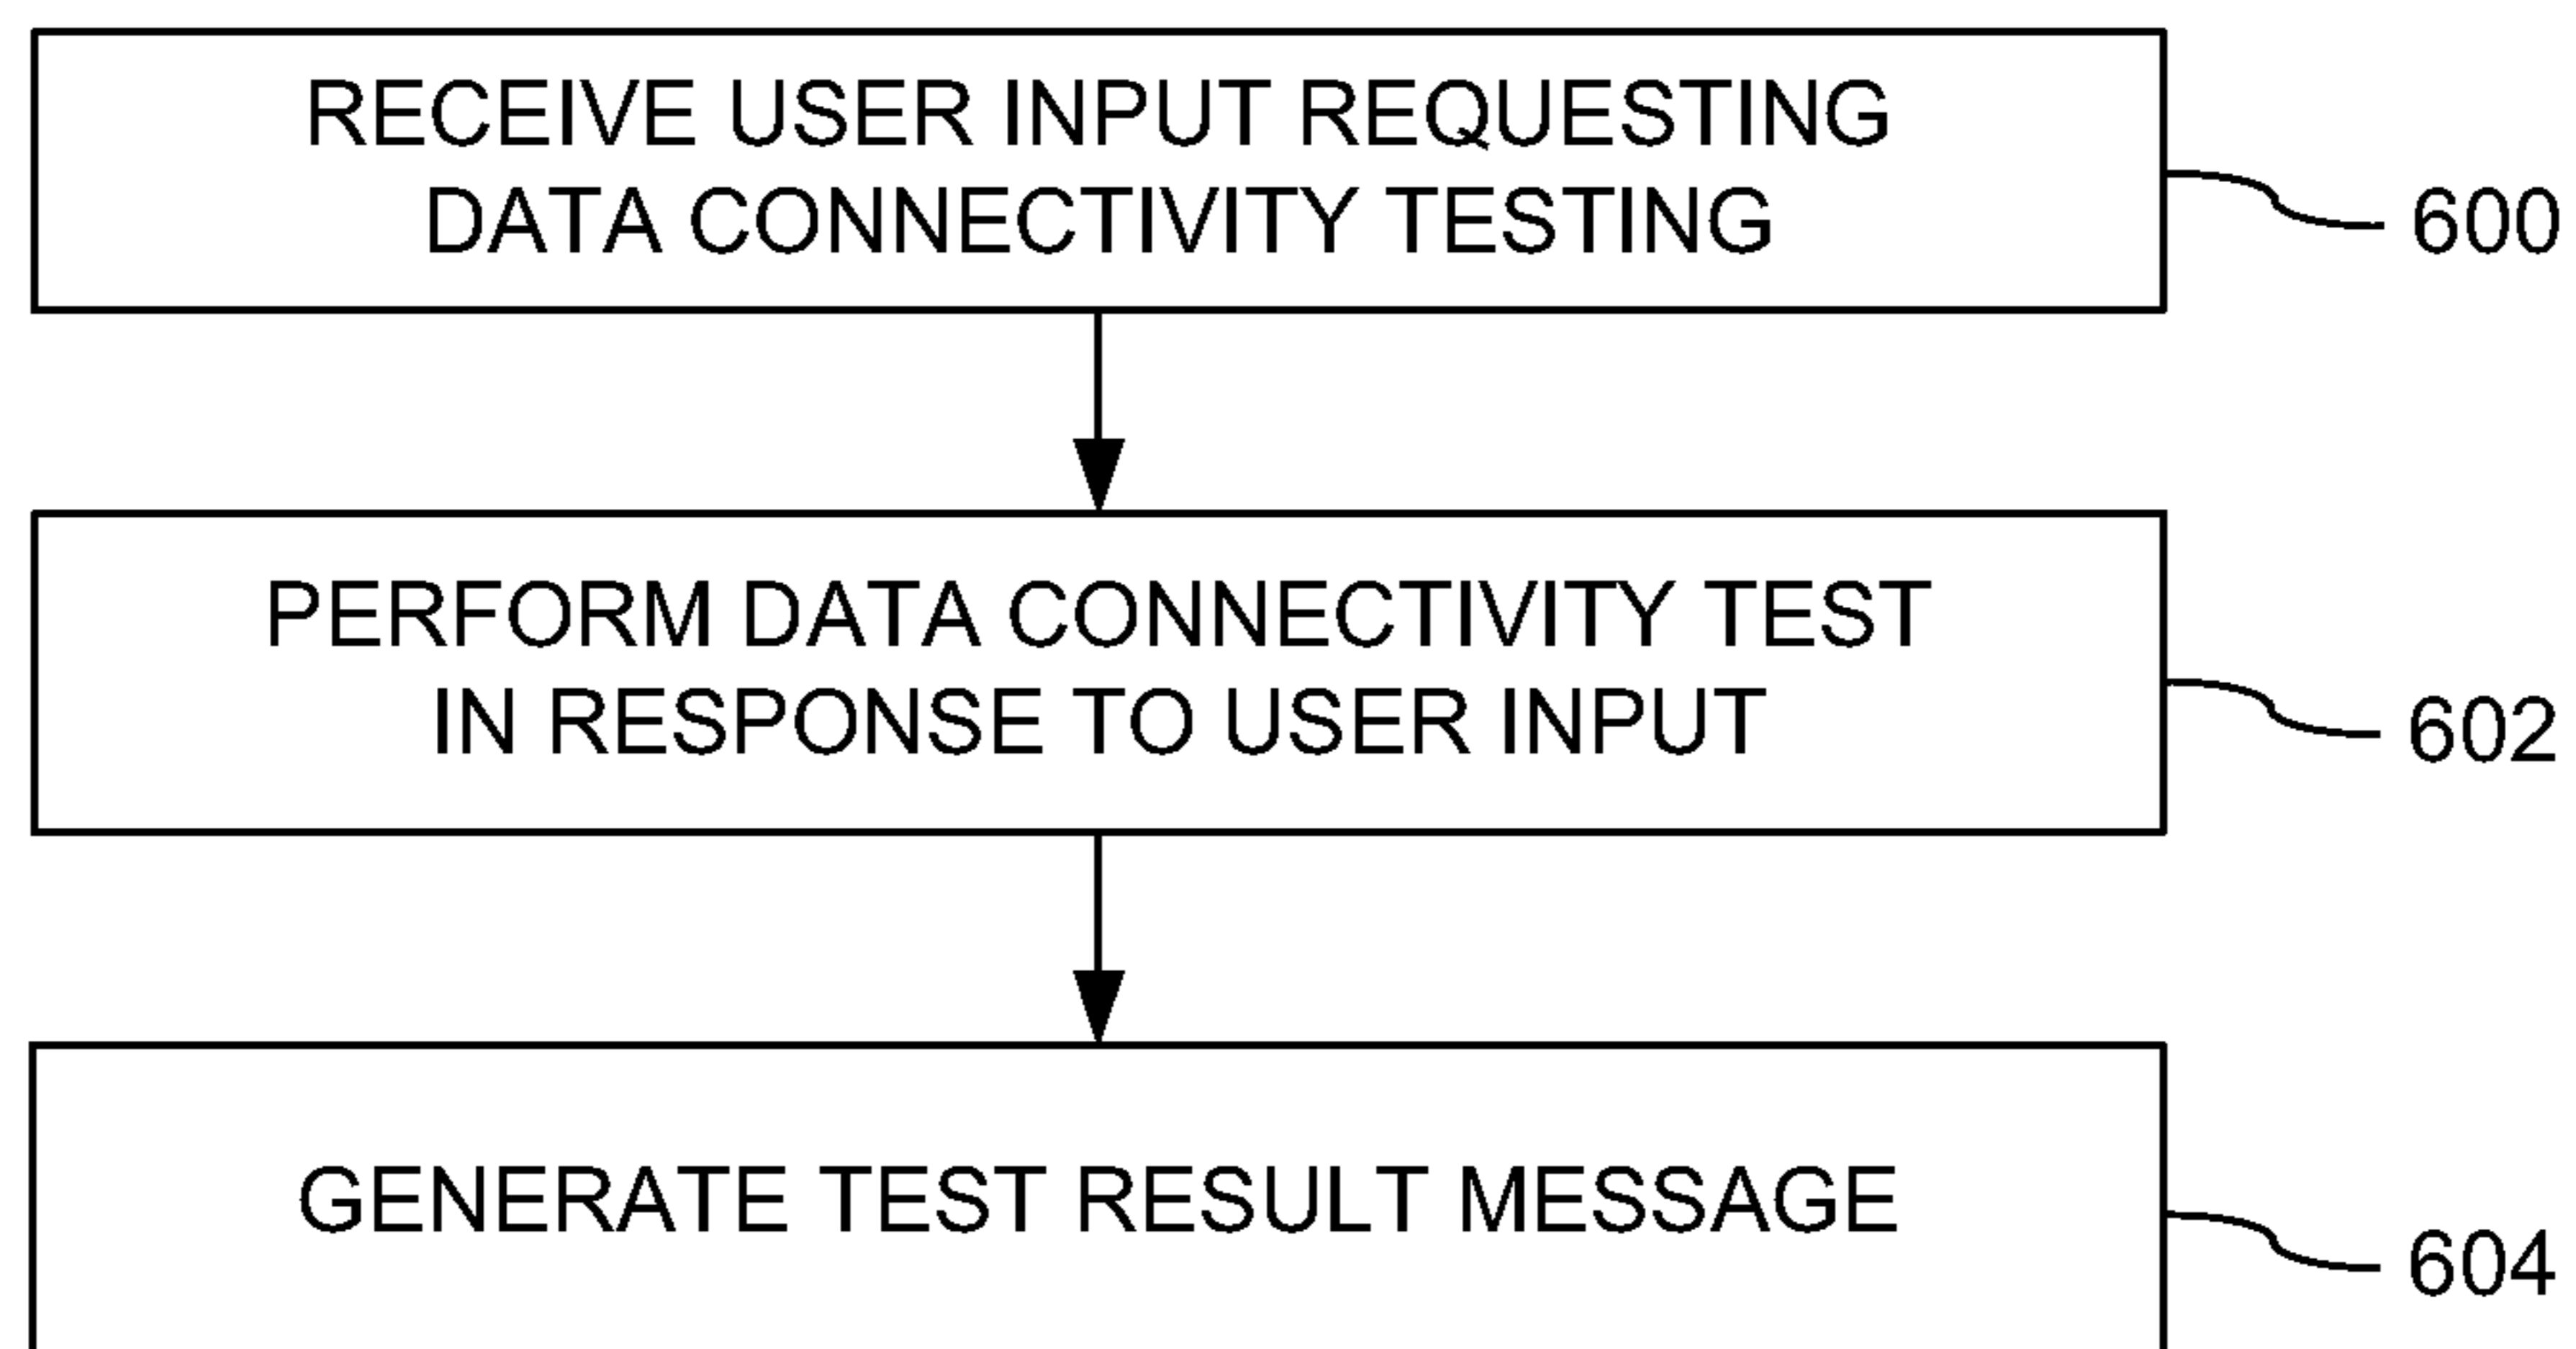 RECEIVE USER INPUT REQUESTING
DATA CONNECTIVITY TESTING
600
PERFORM DATA CONNECTIVITY TEST
IN RESPONSE TO USER INPUT
602
GENERATE TEST RESULT MESSAGE
604